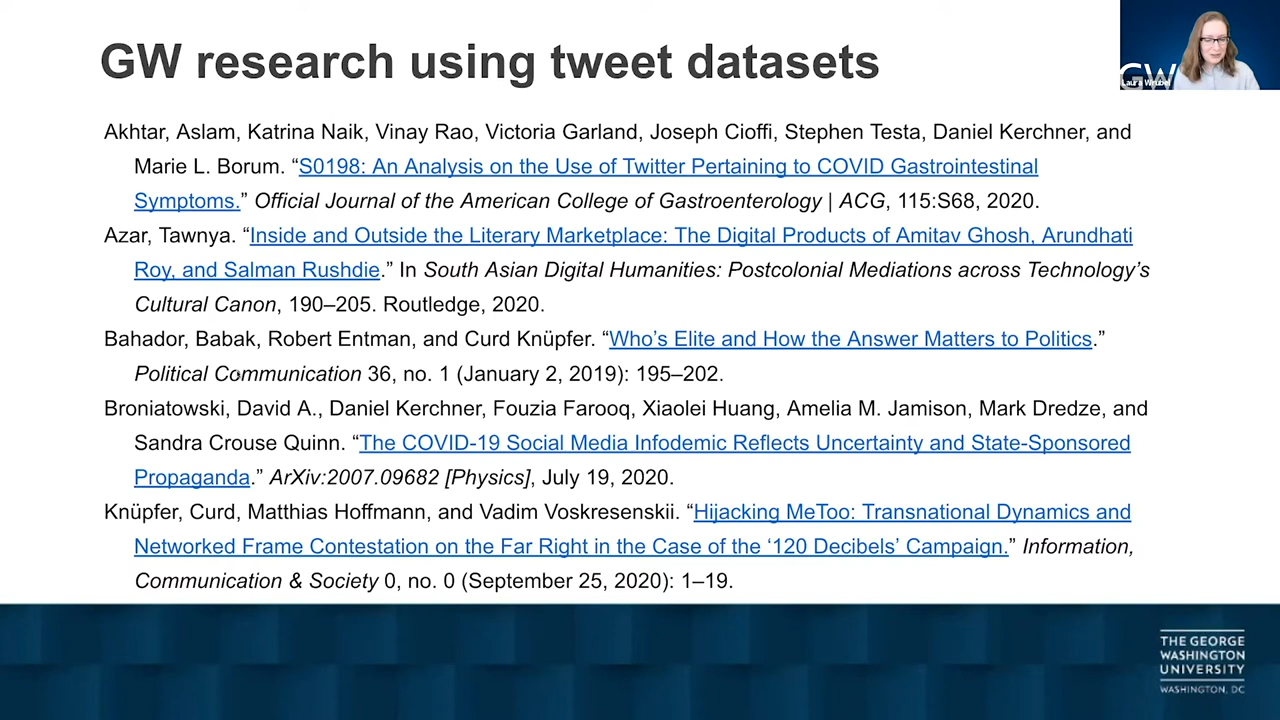 GW research using tweet datasets
GW
Laura Wrubel
Akhtar, Aslam, Katrina Naik, Vinay Rao, Victoria Garland, Joseph Cioffi, Stephen Testa, Daniel Kerchner, and
Marie L. Borum. “S0198: An Analysis on the Use of Twitter Pertaining to COVID Gastrointestinal
Symptoms.” Official Journal of the American College of Gastroenterology | ACG, 115:S68, 2020.
Azar, Tawnya. “Inside and Outside the Literary Marketplace: The Digital Products of Amitav Ghosh, Arundhati
Roy, and Salman Rushdie.” In South Asian Digital Humanities: Postcolonial Mediations across Technology’s
Cultural Canon, 190–205. Routledge, 2020.
Bahador, Babak, Robert Entman, and Curd Knüpfer. “Who’s Elite and How the Answer Matters to Politics.”
Political Communication 36, no. 1 (January 2, 2019): 195–202.
Broniatowski, David A., Daniel Kerchner, Fouzia Farooq, Xiaolei Huang, Amelia M. Jamison, Mark Dredze, and
Sandra Crouse Quinn. “The COVID-19 Social Media Infodemic Reflects Uncertainty and State-Sponsored
Propaganda.” ArXiv:2007.09682 [Physics], July 19, 2020.
Knüpfer, Curd, Matthias Hoffmann, and Vadim Voskresenskii. “Hijacking MeToo: Transnational Dynamics and
Networked Frame Contestation on the Far Right in the Case of the ‘120 Decibels’ Campaign.” Information,
Communication & Society 0, no. 0 (September 25, 2020): 1–19.
THE GEORGE
WASHINGTON
UNIVERSITY
WASHINGTON, DC